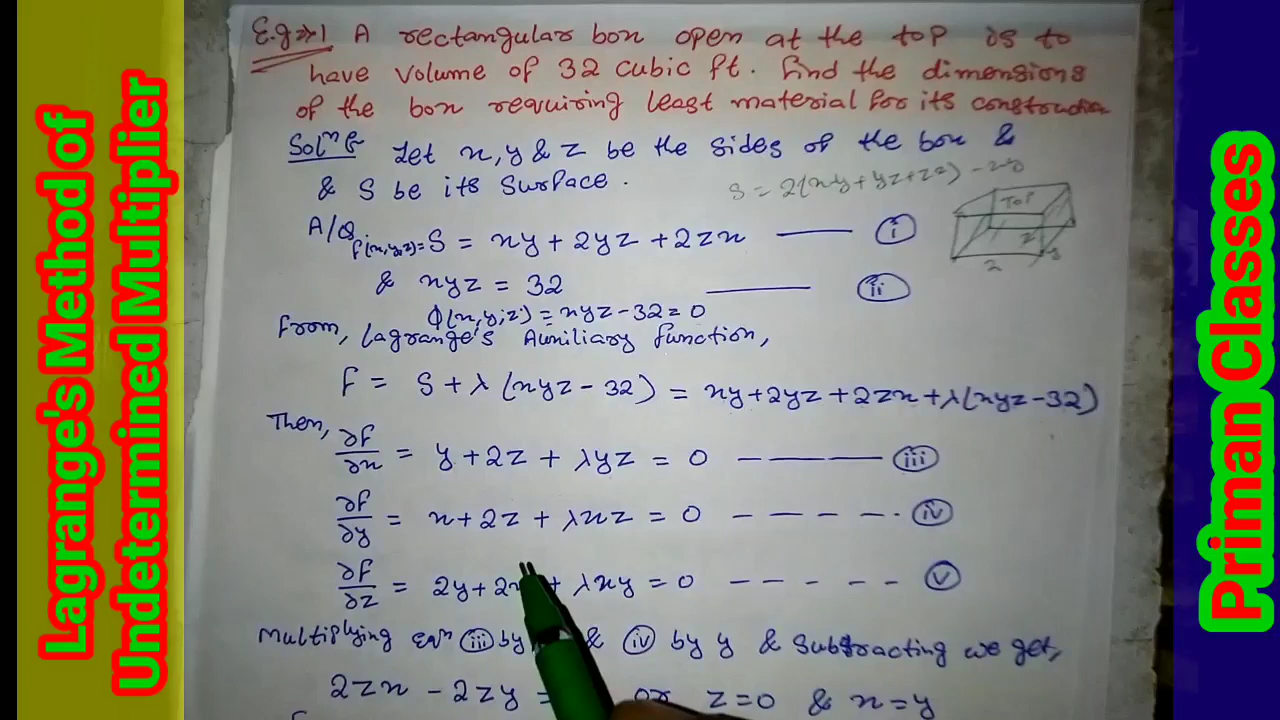 Lagrange's Method of
Undetermined Multiplier
E.g⇒1 A rectangular box open at the top is to
have volume of 32 cubic ft. Find the dimensions
of the box requiring least material for its construction
Solⁿ:- Let x, y & z be the sides of the box &
& S be its surface.
S = 2(xy+yz+zx) - xy
TOP
z
x
y
A/Q, f(x,y,z)= S = xy + 2yz + 2zx —— (i)
& xyz = 32 —— (ii)
φ(x,y,z) = xyz-32=0
From, Lagrange's Auxiliary function,
F = S + λ (xyz - 32) = xy+2yz+2zx+λ(xyz-32)
Then,
∂F/∂x = y + 2z + λyz = 0 ———— (iii)
∂F/∂y = x + 2z + λxz = 0 - - - - - (iv)
∂F/∂z = 2y + 2x + λxy = 0 - - - - - (v)
Multiplying eqⁿ (iii) by & (iv) by y & Subtracting we get,
2zx - 2zy = or z=0 & x=y
Priman Classes